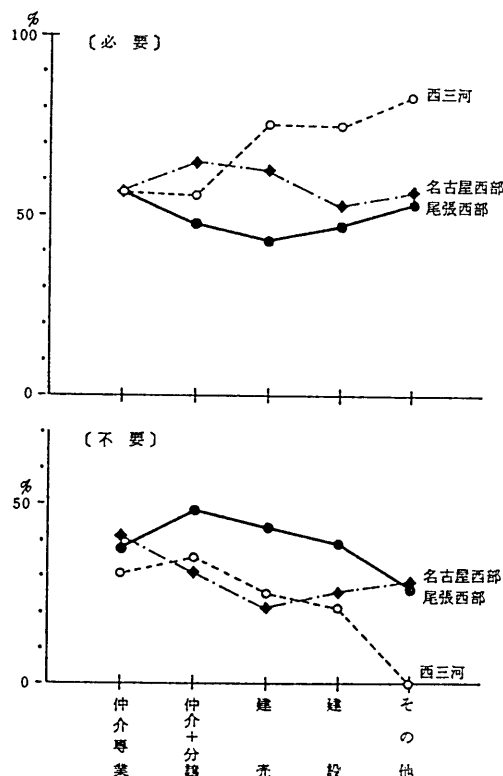 %
100
〔必 要〕
西三河
名古屋西部
尾張西部
50
0
〔不 要〕
%
50
名古屋西部
尾張西部
西三河
0
仲介専業
仲介+分譲
建売
建設
その他